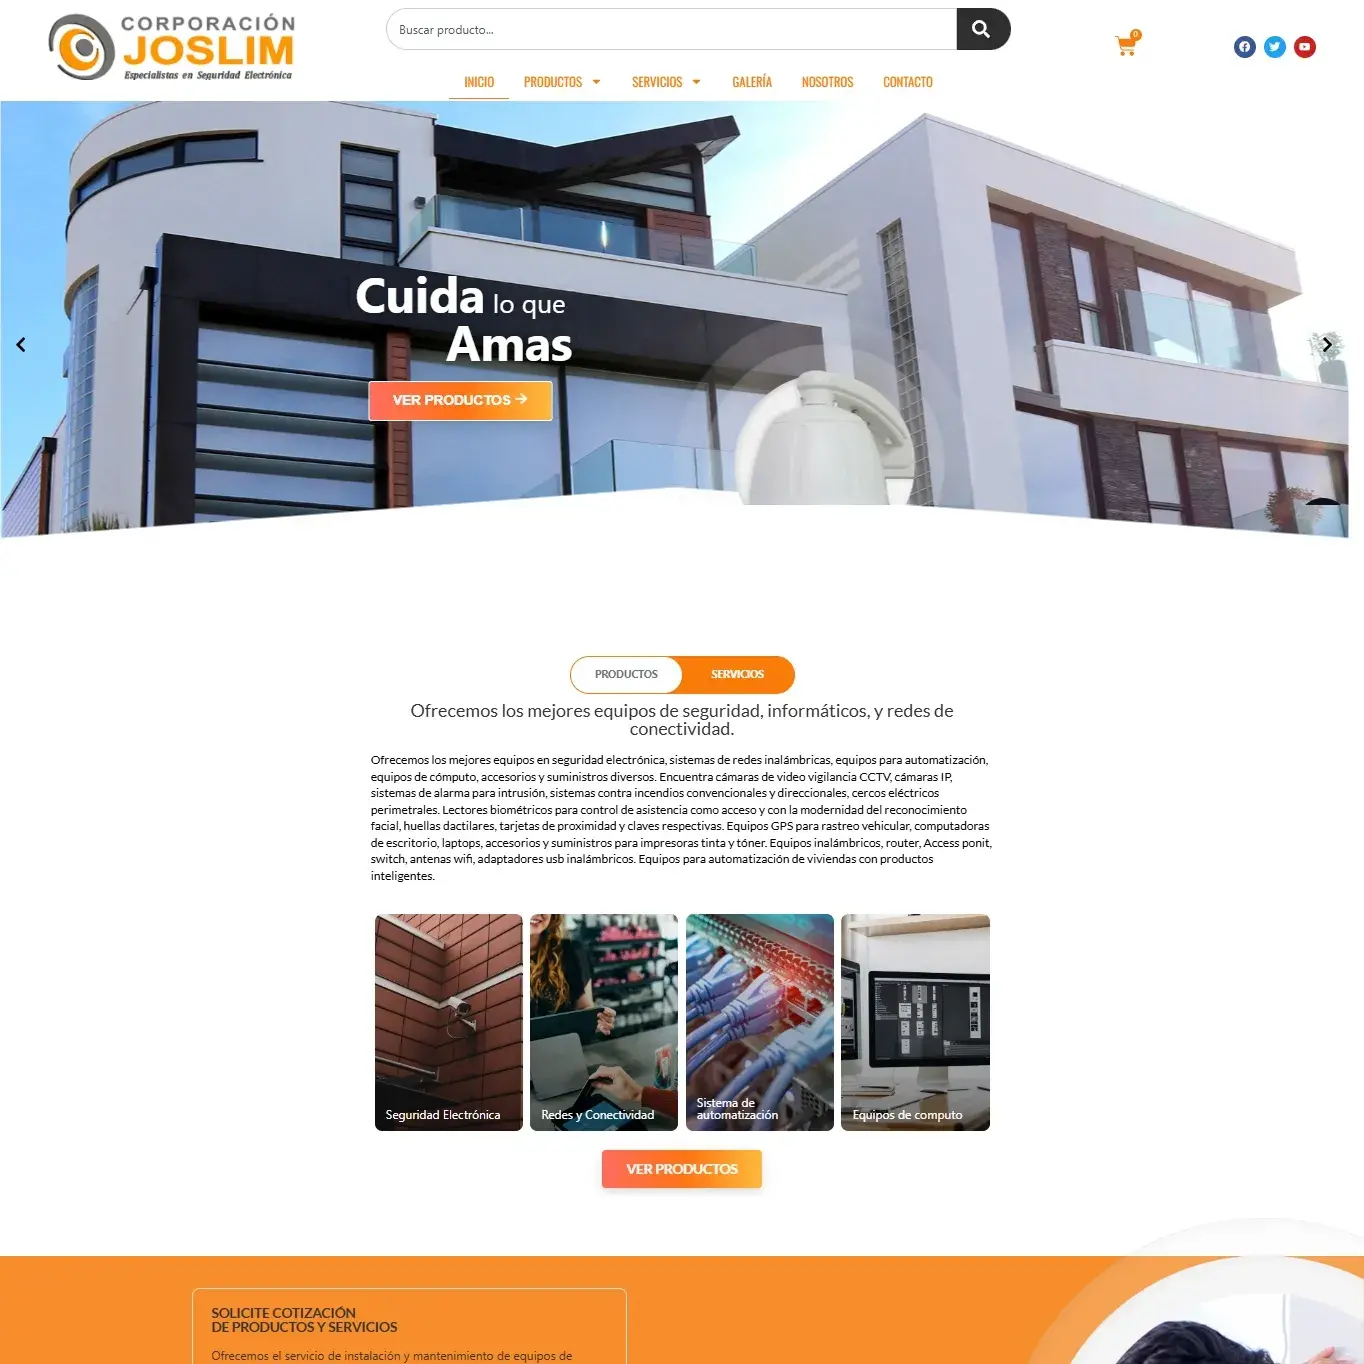 CORPORACIÓN
JOSLIM
Especialistas en Seguridad Electrónica
Buscar producto...
0
INICIO PRODUCTOS SERVICIOS GALERÍA NOSOTROS CONTACTO
Cuida lo que
Amas
VER PRODUCTOS
PRODUCTOS SERVICIOS
Ofrecemos los mejores equipos de seguridad, informáticos, y redes de
conectividad.
Ofrecemos los mejores equipos en seguridad electrónica, sistemas de redes inalámbricas, equipos para automatización,
equipos de cómputo, accesorios y suministros diversos. Encuentra cámaras de video vigilancia CCTV, cámaras IP,
sistemas de alarma para intrusión, sistemas contra incendios convencionales y direccionales, cercos eléctricos
perimetrales. Lectores biométricos para control de asistencia como acceso y con la modernidad del reconocimiento
facial, huellas dactilares, tarjetas de proximidad y claves respectivas. Equipos GPS para rastreo vehicular, computadoras
de escritorio, laptops, accesorios y suministros para impresoras tinta y tóner. Equipos inalámbricos, router, Access ponit,
switch, antenas wifi, adaptadores usb inalámbricos. Equipos para automatización de viviendas con productos
inteligentes.
Seguridad Electrónica
Redes y Conectividad
Sistema de
automatización
Equipos de computo
VER PRODUCTOS
SOLICITE COTIZACIÓN
DE PRODUCTOS Y SERVICIOS
Ofrecemos el servicio de instalación y mantenimiento de equipos de